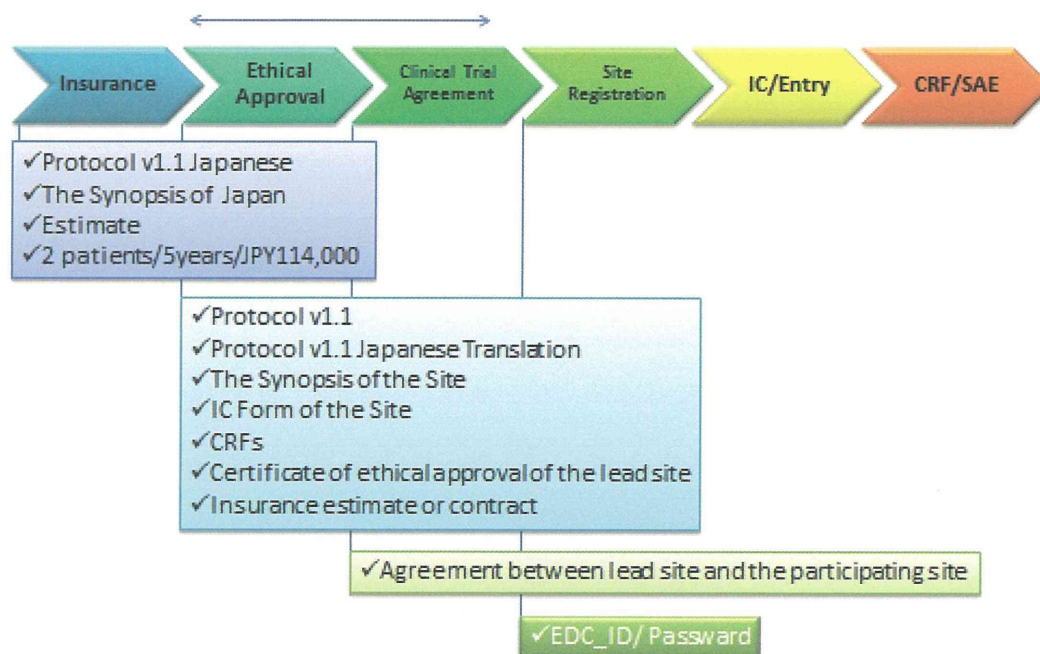 Insurance
Ethical
Approval
Clinical Trial
Agreement
Site
Registration
IC/Entry
CRF/SAE
✓Protocol v1.1 Japanese
✓The Synopsis of Japan
✓Estimate
✓2 patients/5years/JPY114,000
✓Protocol v1.1
✓Protocol v1.1 Japanese Translation
✓The Synopsis of the Site
✓IC Form of the Site
✓CRFs
✓Certificate of ethical approval of the lead site
✓Insurance estimate or contract
✓Agreement between lead site and the participating site
✓EDC_ID/ Passward